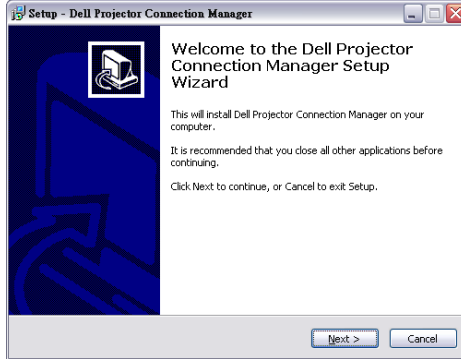 Setup - Dell Projector Connection Manager
Welcome to the Dell Projector
Connection Manager Setup
Wizard
This will install Dell Projector Connection Manager on your
computer.
It is recommended that you close all other applications before
continuing.
Click Next to continue, or Cancel to exit Setup.
Next >
Cancel